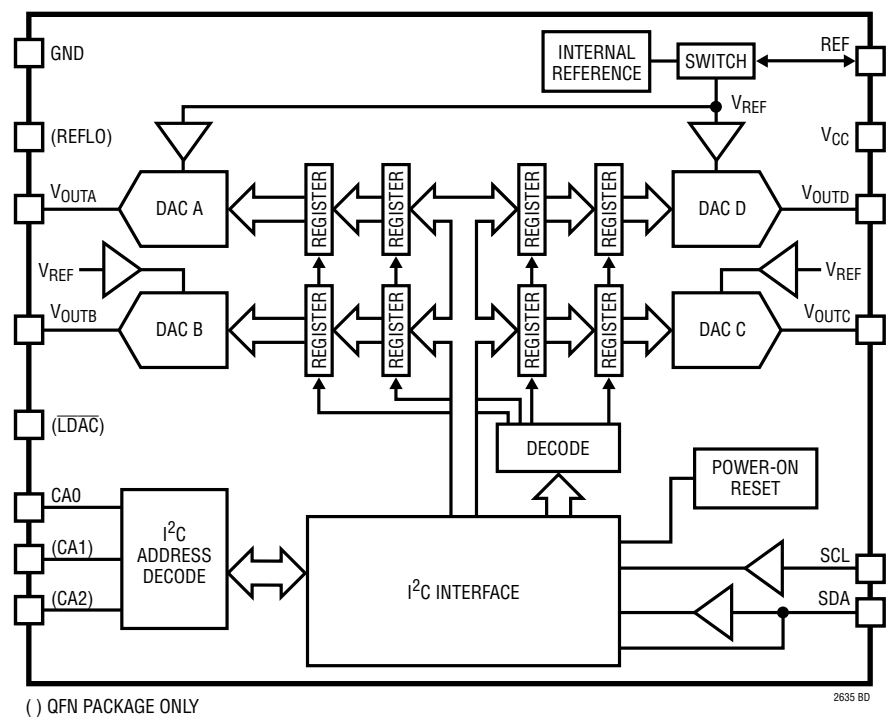 GND
INTERNAL
REFERENCE
SWITCH
REF
VREF
(REFLO)
VCC
VOUTA
DAC A
REGISTER
REGISTER
REGISTER
REGISTER
DAC D
VOUTD
VREF
VREF
VOUTB
DAC B
REGISTER
REGISTER
REGISTER
REGISTER
DAC C
VOUTC
(LDAC)
DECODE
POWER-ON
RESET
CA0
(CA1)
(CA2)
I2C
ADDRESS
DECODE
I2C INTERFACE
SCL
SDA
( ) QFN PACKAGE ONLY
2635 BD